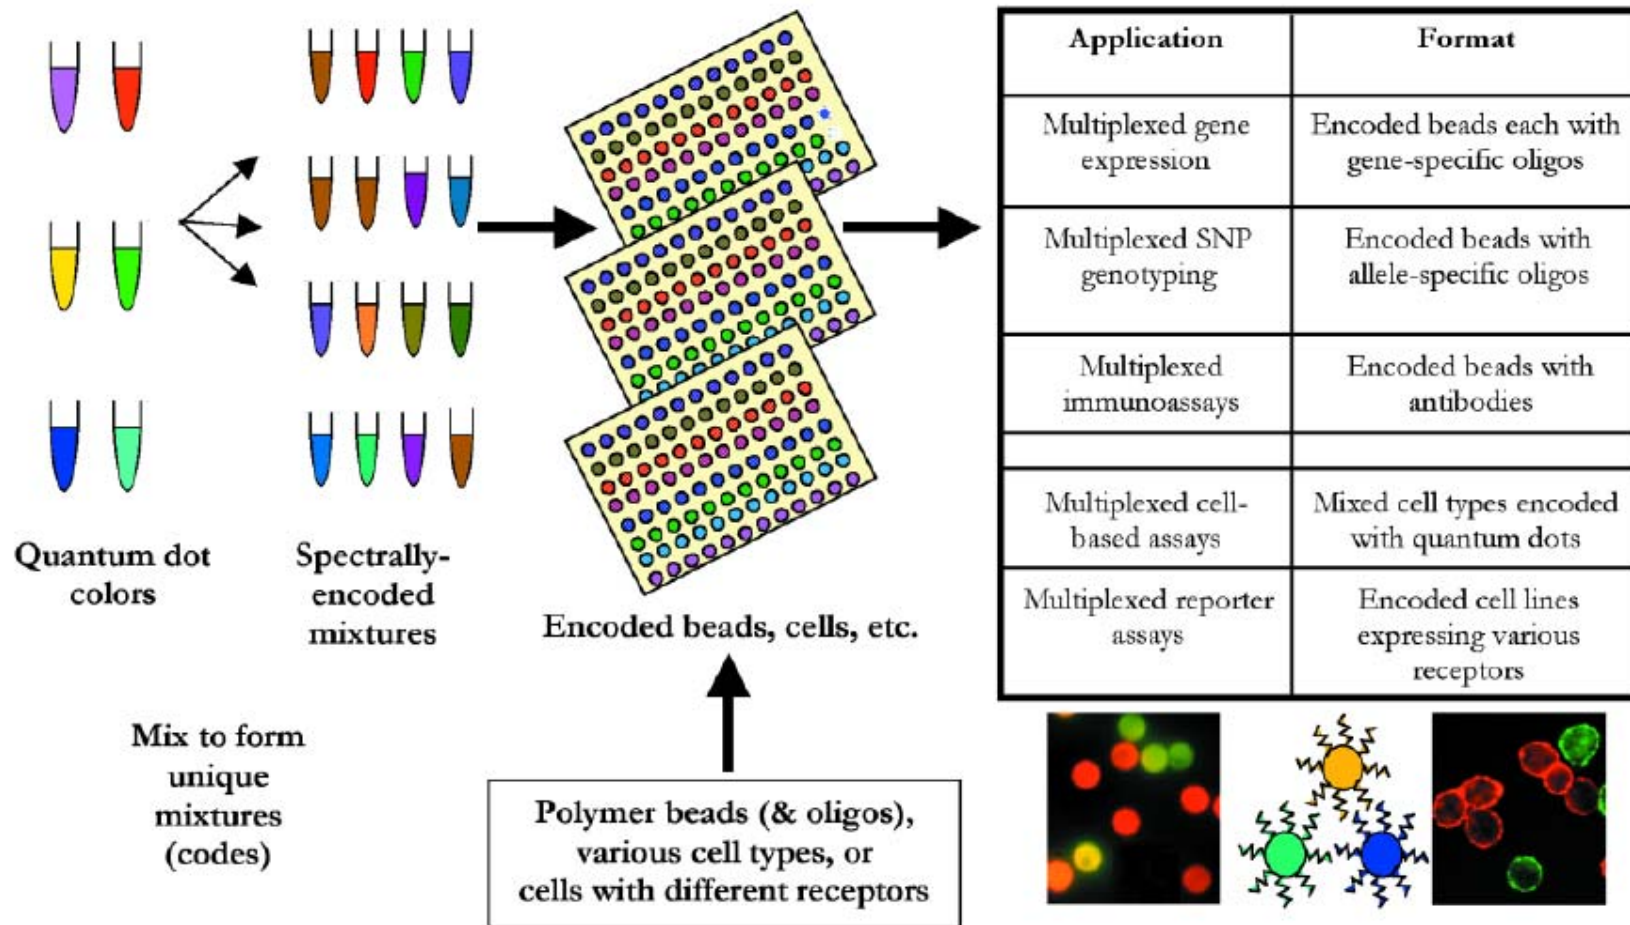 Quantum dot
colors
Spectrally-
encoded
mixtures
Mix to form
unique
mixtures
(codes)
Encoded beads, cells, etc.
Polymer beads (& oligos),
various cell types, or
cells with different receptors
Application
Format
Multiplexed gene
expression
Encoded beads each with
gene-specific oligos
Multiplexed SNP
genotyping
Encoded beads with
allele-specific oligos
Multiplexed
immunoassays
Encoded beads with
antibodies
Multiplexed cell-
based assays
Mixed cell types encoded
with quantum dots
Multiplexed reporter
assays
Encoded cell lines
expressing various
receptors